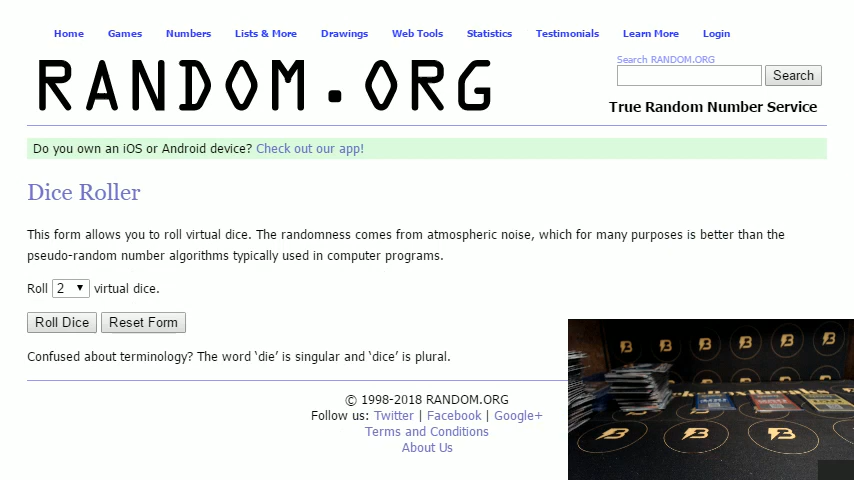 Home Games Numbers Lists & More Drawings Web Tools Statistics Testimonials Learn More Login
RANDOM.ORG
Search RANDOM.ORG
Search
True Random Number Service
Do you own an iOS or Android device? Check out our app!
Dice Roller
This form allows you to roll virtual dice. The randomness comes from atmospheric noise, which for many purposes is better than the
pseudo-random number algorithms typically used in computer programs.
Roll 2 virtual dice.
Roll Dice Reset Form
Confused about terminology? The word ‘die’ is singular and ‘dice’ is plural.
© 1998-2018 RANDOM.ORG
Follow us: Twitter | Facebook | Google+
Terms and Conditions
About Us